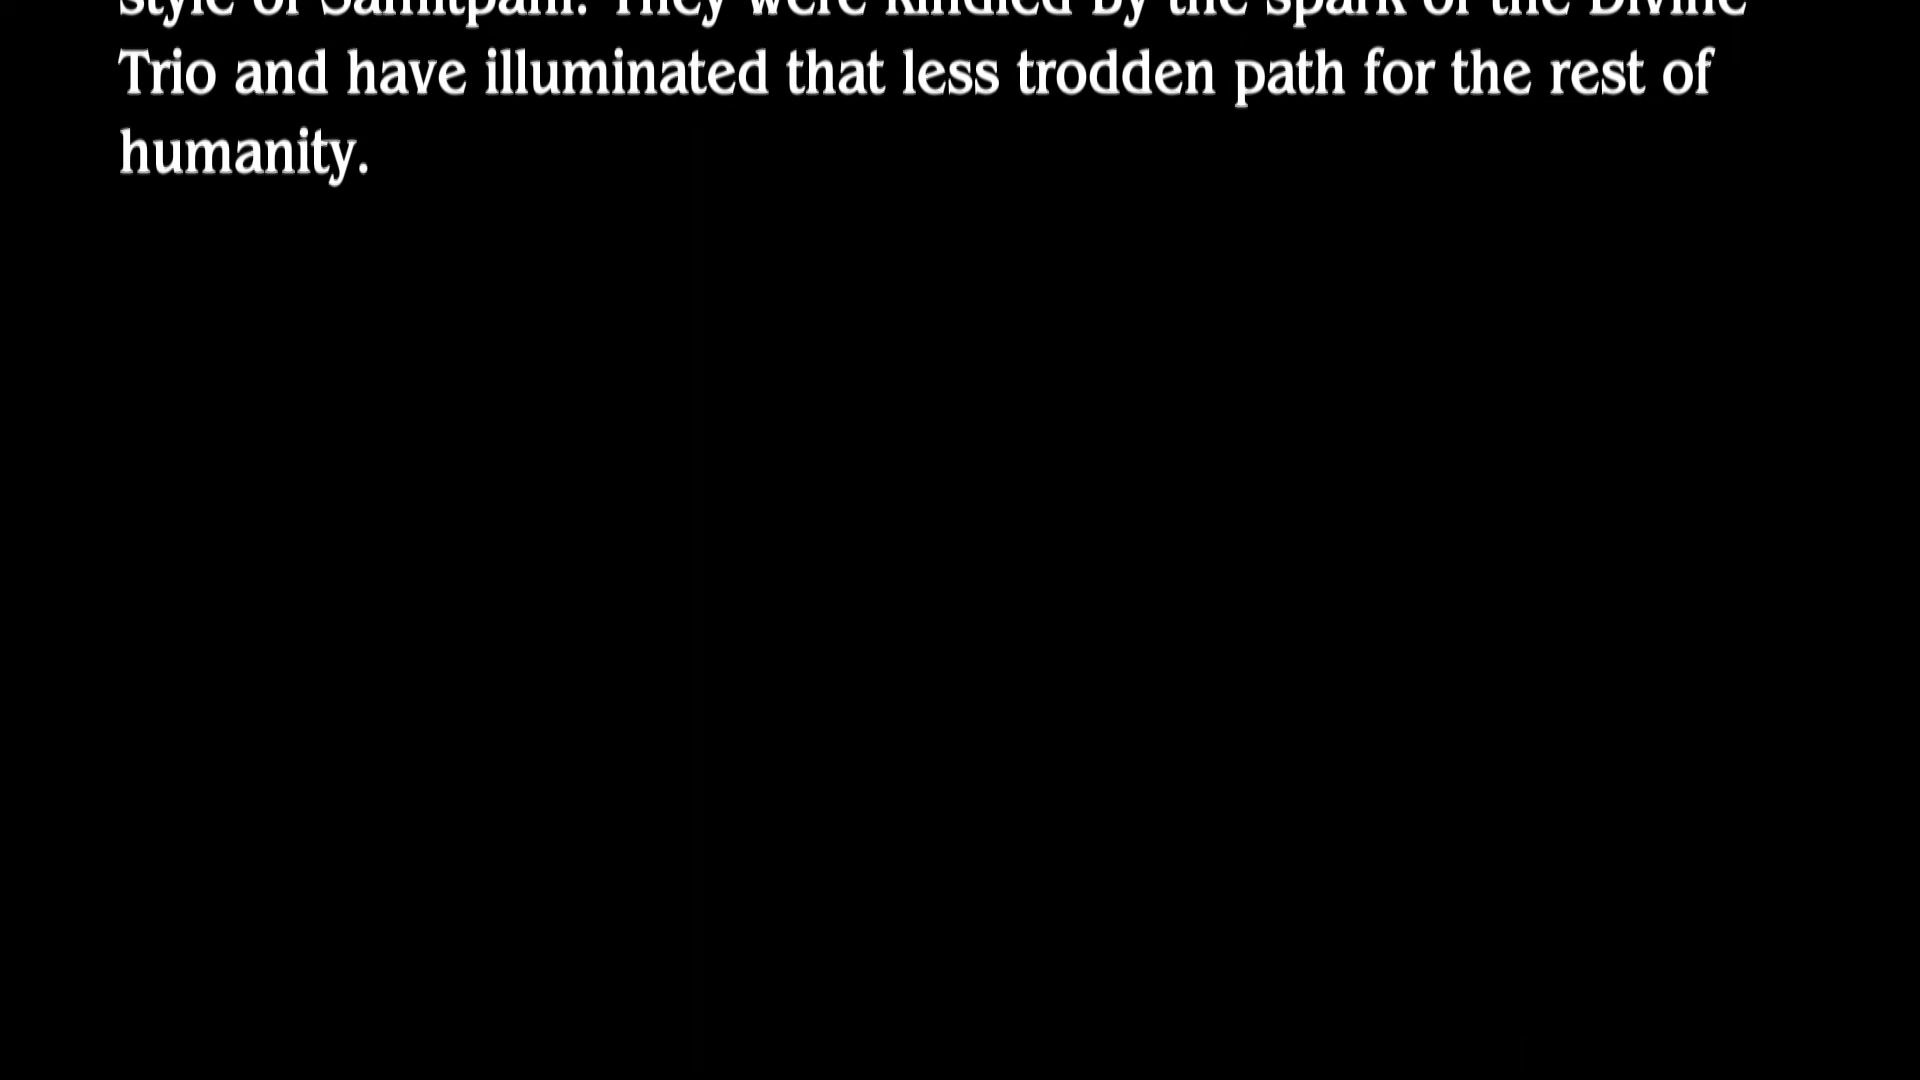 style of Samitpani. They were kindled by the spark of the Divine
Trio and have illuminated that less trodden path for the rest of
humanity.